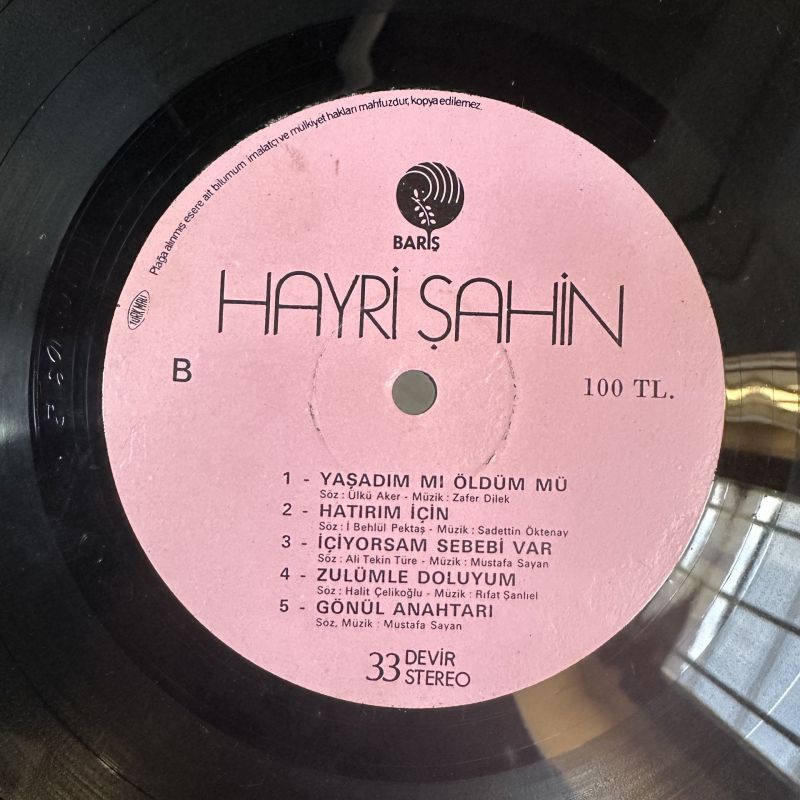 Plağa alınmış esere ait bilumum imalatçı ve mülkiyet hakları mahfuzdur, kopya edilemez.
BARIŞ
HAYRİ ŞAHİN
TÜRK MALI
B
100 TL.
1 - YAŞADIM MI ÖLDÜM MÜ
Söz : Ülkü Aker - Müzik : Zafer Dilek
2 - HATIRIM İÇİN
Söz : İ Behlül Pektaş - Müzik : Sadettin Öktenay
3 - İÇİYORSAM SEBEBİ VAR
Söz : Ali Tekin Türe - Müzik : Mustafa Sayan
4 - ZULÜMLE DOLUYUM
Söz : Halit Çelikoğlu - Müzik : Rıfat Şanlıel
5 - GÖNÜL ANAHTARI
Söz, Müzik : Mustafa Sayan
33 DEVİR
STEREO